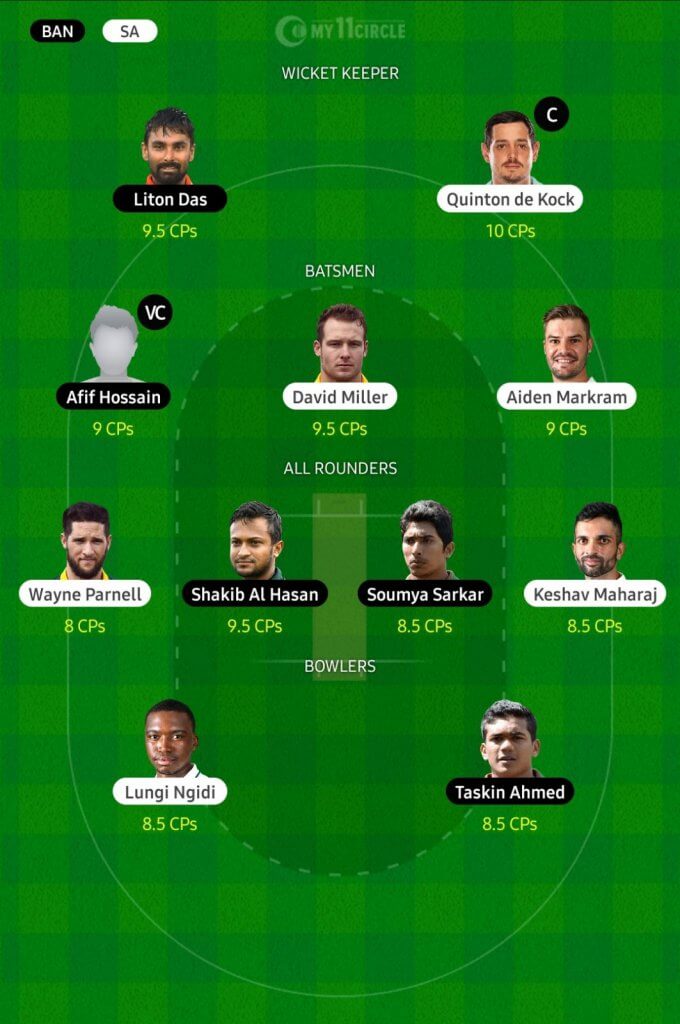 BAN SA MY11CIRCLE
WICKET KEEPER
C
Liton Das Quinton de Kock
9.5 CPs 10 CPs
BATSMEN
VC
Afif Hossain David Miller Aiden Markram
9 CPs 9.5 CPs 9 CPs
ALL ROUNDERS
Wayne Parnell Shakib Al Hasan Soumya Sarkar Keshav Maharaj
8 CPs 9.5 CPs 8.5 CPs 8.5 CPs
BOWLERS
Lungi Ngidi Taskin Ahmed
8.5 CPs 8.5 CPs